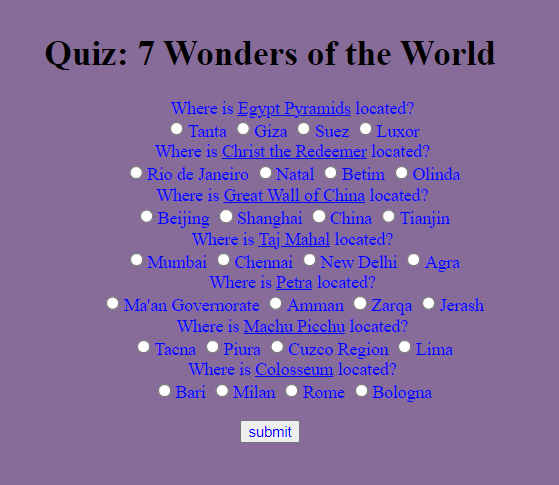 Quiz: 7 Wonders of the World
Where is Egypt Pyramids located?
Tanta Giza Suez Luxor
Where is Christ the Redeemer located?
Rio de Janeiro Natal Betim Olinda
Where is Great Wall of China located?
Beijing Shanghai China Tianjin
Where is Taj Mahal located?
Mumbai Chennai New Delhi Agra
Where is Petra located?
Ma'an Governorate Amman Zarqa Jerash
Where is Machu Picchu located?
Tacna Piura Cuzco Region Lima
Where is Colosseum located?
Bari Milan Rome Bologna
submit